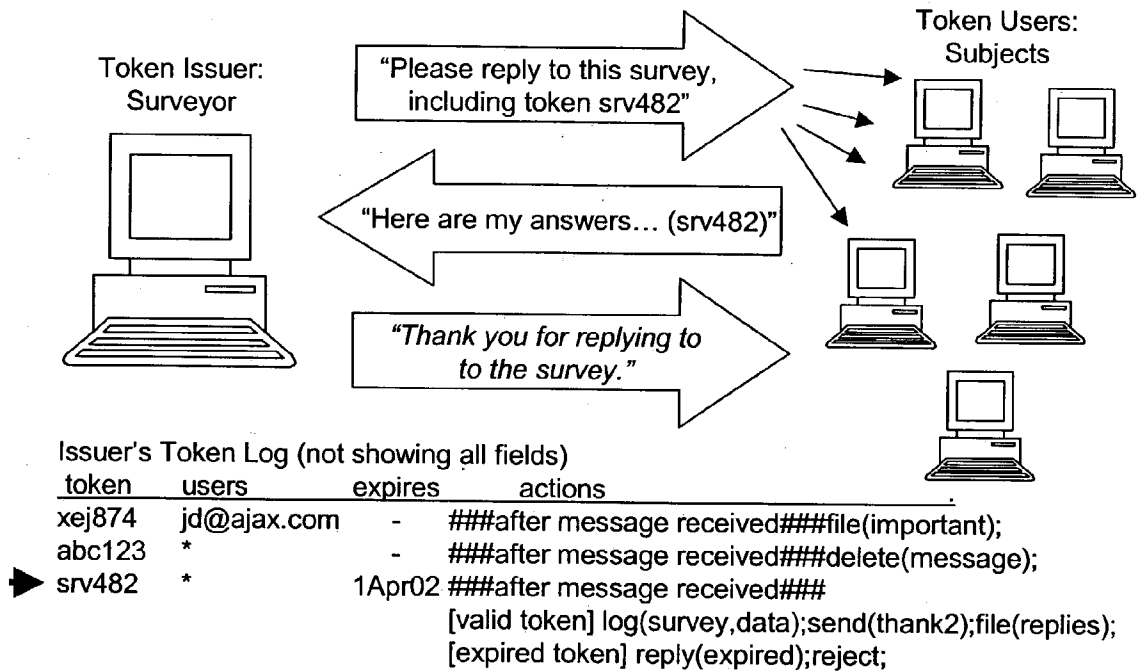 Token Issuer:
Surveyor
"Please reply to this survey,
including token srv482"
Token Users:
Subjects
"Here are my answers... (srv482)"
"Thank you for replying to
to the survey."
Issuer's Token Log (not showing all fields)
token users expires actions
xej874 jd@ajax.com - ###after message received###file(important);
abc123 * - ###after message received###delete(message);
srv482 * 1Apr02 ###after message received###
[valid token] log(survey,data);send(thank2);file(replies);
[expired token] reply(expired);reject;